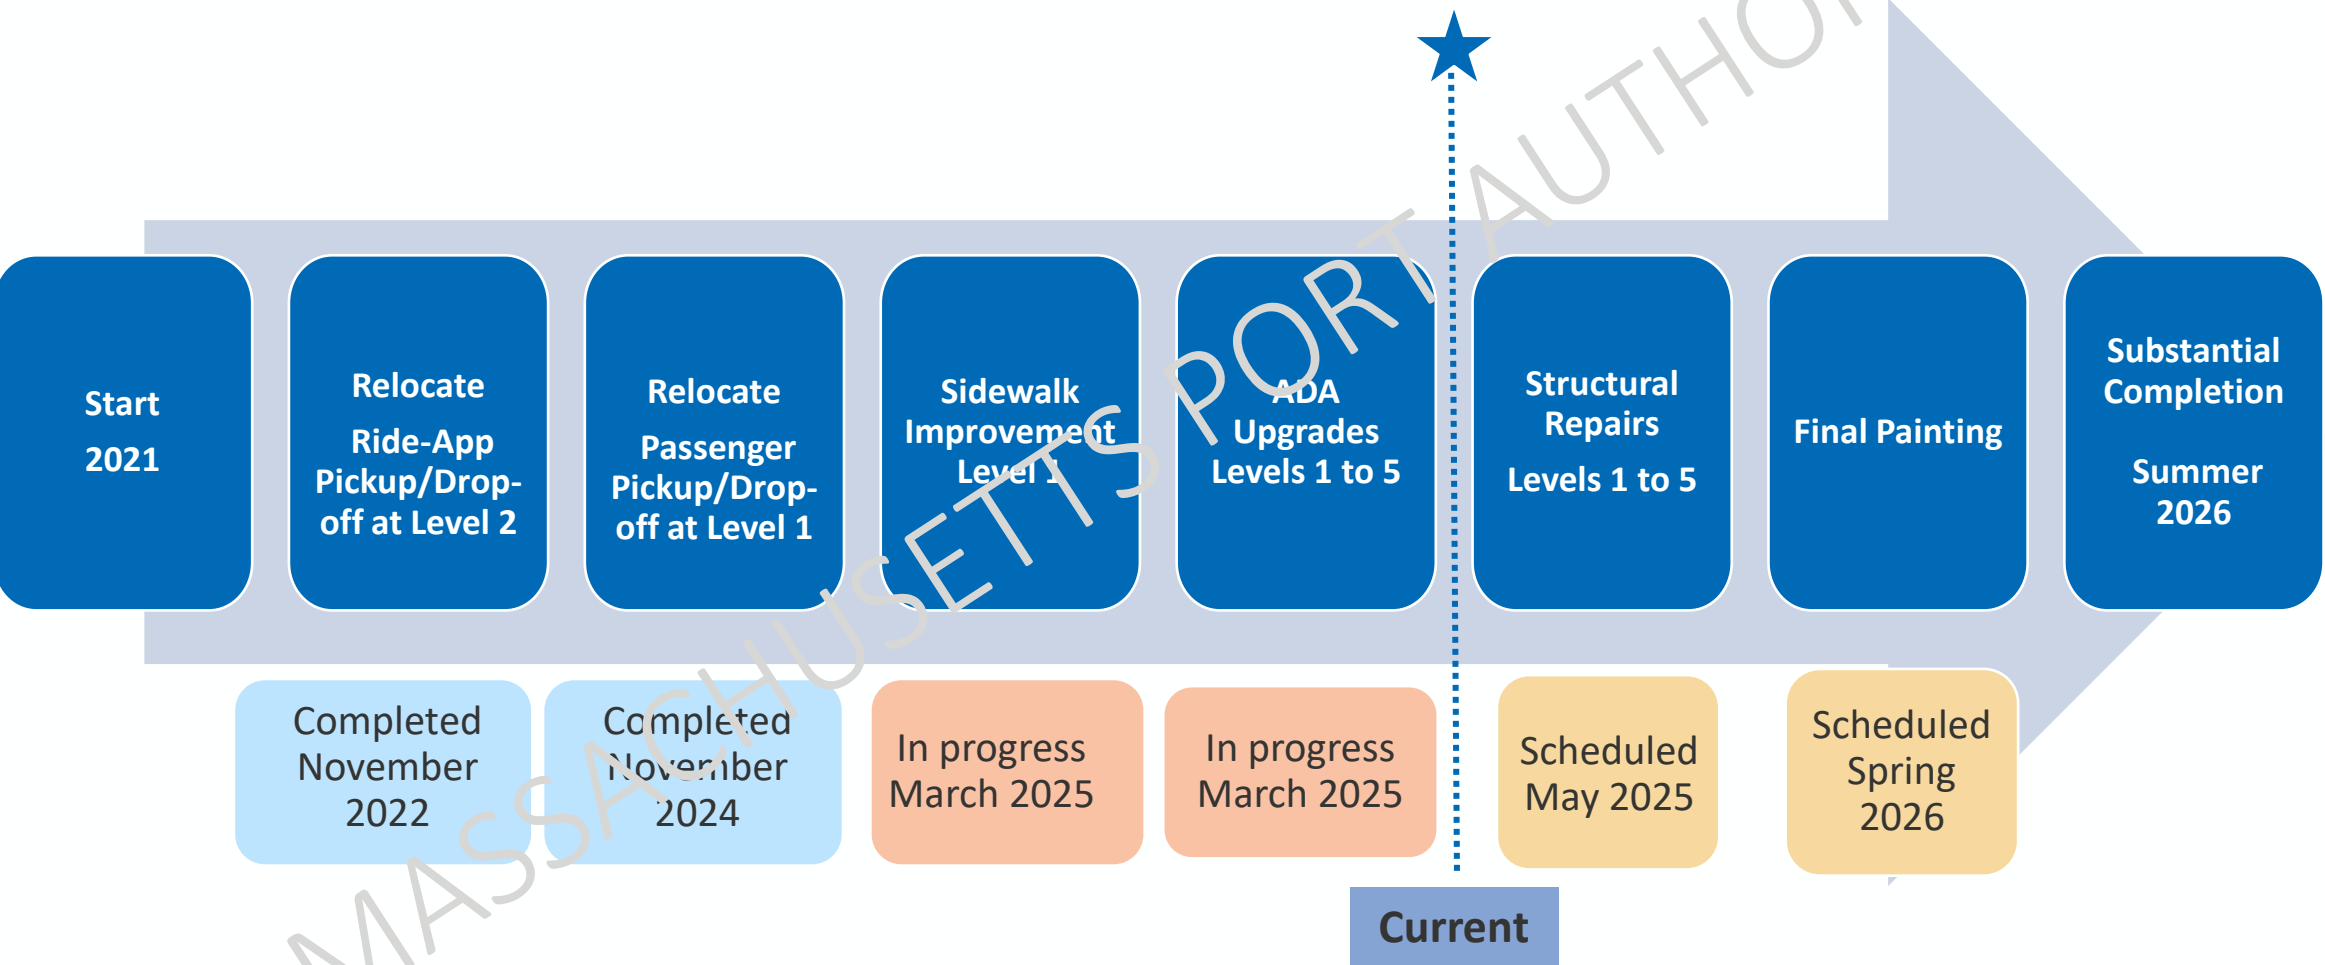 Start
2021
Relocate
Ride-App
Pickup/Drop-
off at Level 2
Relocate
Passenger
Pickup/Drop-
off at Level 1
Sidewalk
Improvement
Level 1
ADA
Upgrades
Levels 1 to 5
Structural
Repairs
Levels 1 to 5
Final Painting
Substantial
Completion
Summer
2026
Completed
November
2022
Completed
November
2024
In progress
March 2025
In progress
March 2025
Scheduled
May 2025
Scheduled
Spring
2026
Current
MASSACHUSETTS PORT